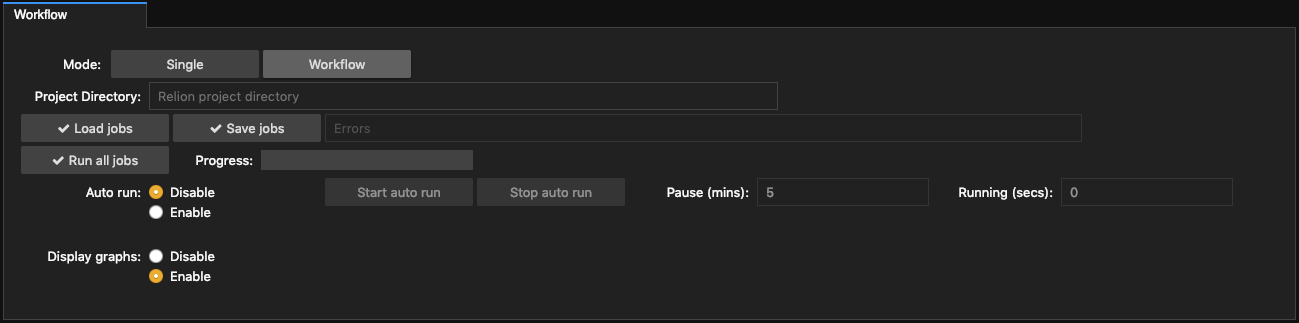 Workflow
Mode: Single Workflow
Project Directory: Relion project directory
Load jobs Save jobs Errors
Run all jobs Progress:
Auto run: Disable Start auto run Stop auto run Pause (mins): 5 Running (secs): 0
Enable
Display graphs: Disable
Enable